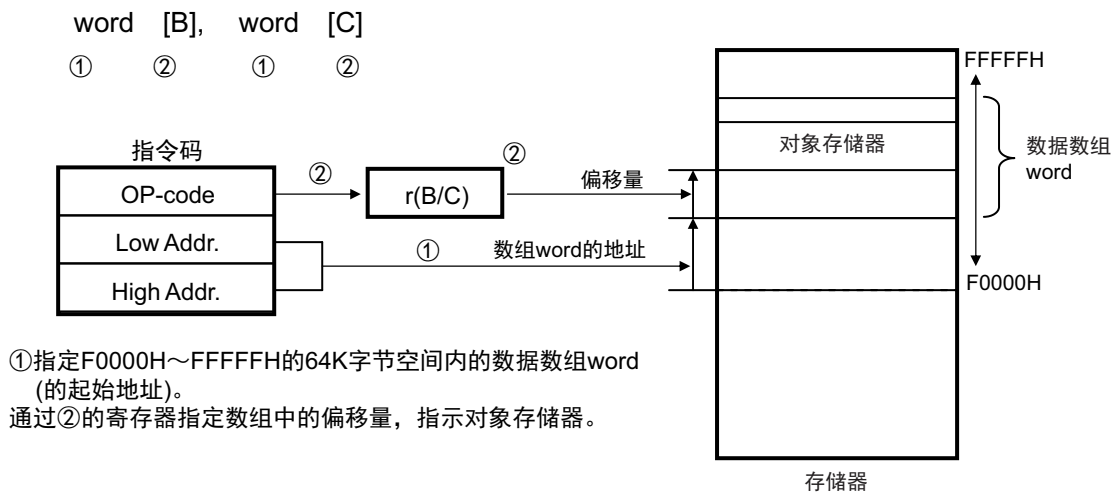 word [B], word [C]
① ② ① ②
指令码
OP-code
Low Addr.
High Addr.
②
r(B/C)
②
偏移量
①
数组word的地址
FFFFFH
对象存储器
数据数组
word
F0000H
存储器
①指定F0000H～FFFFFH的64K字节空间内的数据数组word
(的起始地址)。
通过②的寄存器指定数组中的偏移量，指示对象存储器。